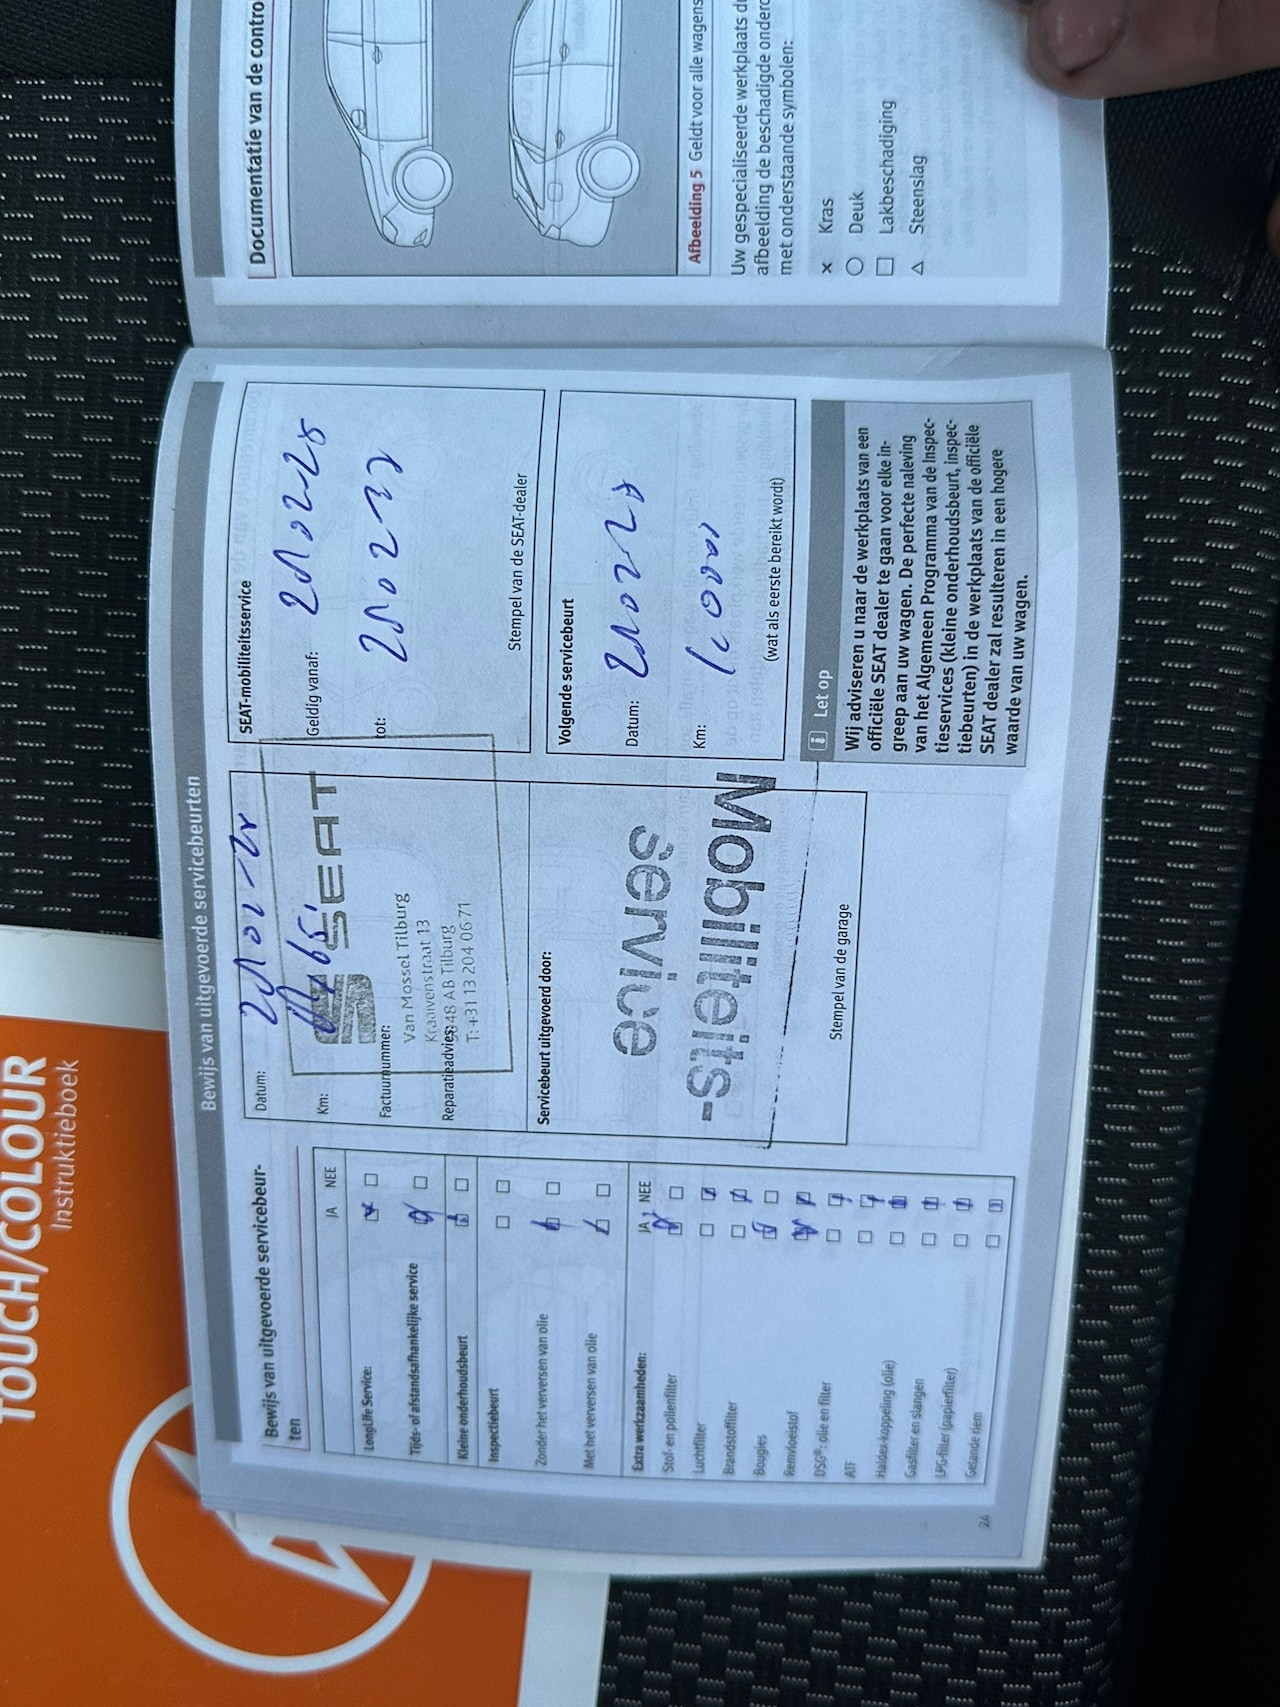 TOUCH/COLOUR
Instruktieboek
Bewijs van uitgevoerde servicebeurten
Bewijs van uitgevoerde servicebeur-
ten
JA NEE
LongLife Service:
Tijds- of afstandsafhankelijke service
Kleine onderhoudsbeurt
Inspectiebeurt
Zonder het verversen van olie
Met het verversen van olie
Extra werkzaamheden: JA NEE
Stof- en pollenfilter
Luchtfilter
Brandstoffilter
Bougies
Remvloeistof
DSG®: olie en filter
ATF
Haldex-koppeling (olie)
Gasfilter en slangen
LPG-filter (papierfilter)
Getande riem
24
Datum:
Km:
SEAT
Factuurnummer:
Van Mossel Tilburg
Kraaivenstraat 13
Reparatieadvies:
5048 AB Tilburg
T: +31 13 204 06 71
Servicebeurt uitgevoerd door:
Mobiliteits-
service
Stempel van de garage
SEAT-mobiliteitsservice
Geldig vanaf:
tot:
Stempel van de SEAT-dealer
Volgende servicebeurt
Datum:
Km:
(wat als eerste bereikt wordt)
i Let op
Wij adviseren u naar de werkplaats van een
officiële SEAT dealer te gaan voor elke in-
greep aan uw wagen. De perfecte naleving
van het Algemeen Programma van de Inspec-
tieservices (kleine onderhoudsbeurt, inspec-
tiebeurten) in de werkplaats van de officiële
SEAT dealer zal resulteren in een hogere
waarde van uw wagen.
Documentatie van de contro
Afbeelding 5 Geldt voor alle wagens
Uw gespecialiseerde werkplaats
afbeelding de beschadigde onderd
met onderstaande symbolen:
× Kras
○ Deuk
□ Lakbeschadiging
△ Steenslag